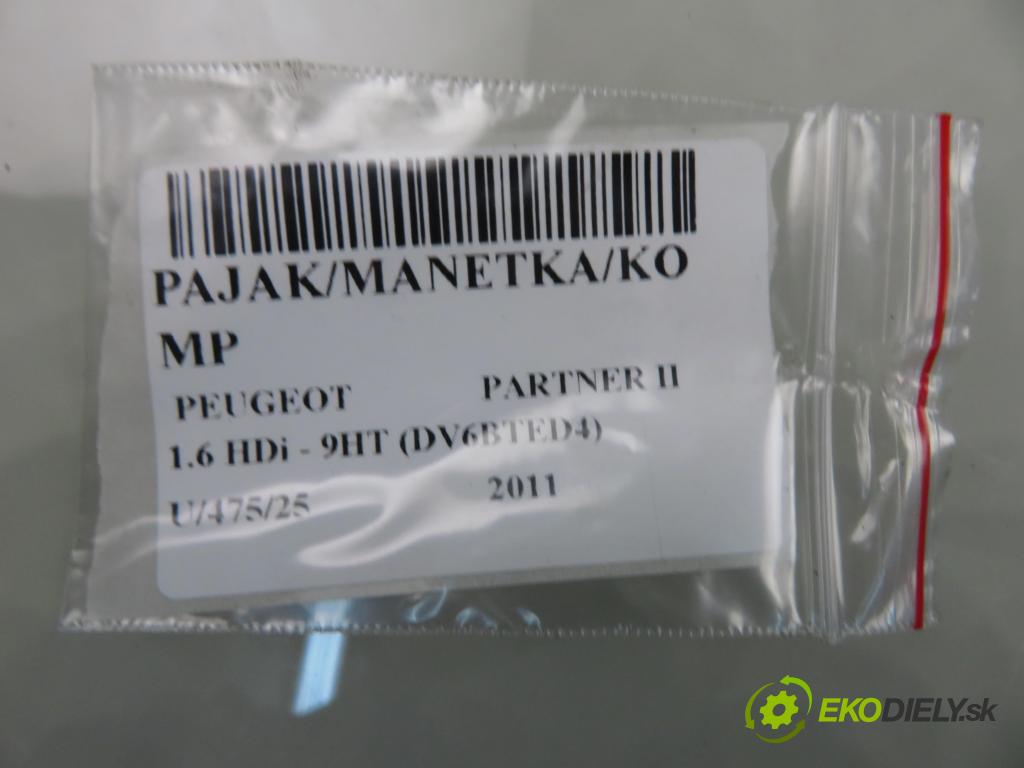 PAJAK/MANETKA/KO
MP
PEUGEOT PARTNER II
1.6 HDi - 9HT (DV6BTED4)
U/475/25 2011
EKODIELY.sk